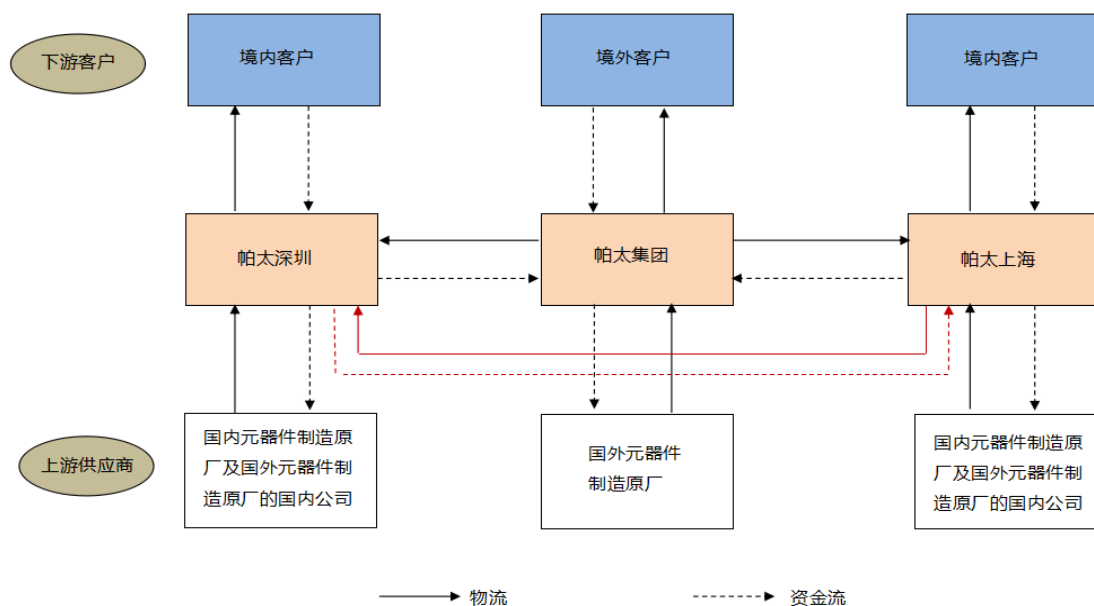 下游客户
境内客户
境外客户
境内客户
帕太深圳
帕太集团
帕太上海
上游供应商
国内元器件制造原
厂及国外元器件制
造原厂的国内公司
国外元器件
制造原厂
国内元器件制造原
厂及国外元器件制
造原厂的国内公司
物流
资金流